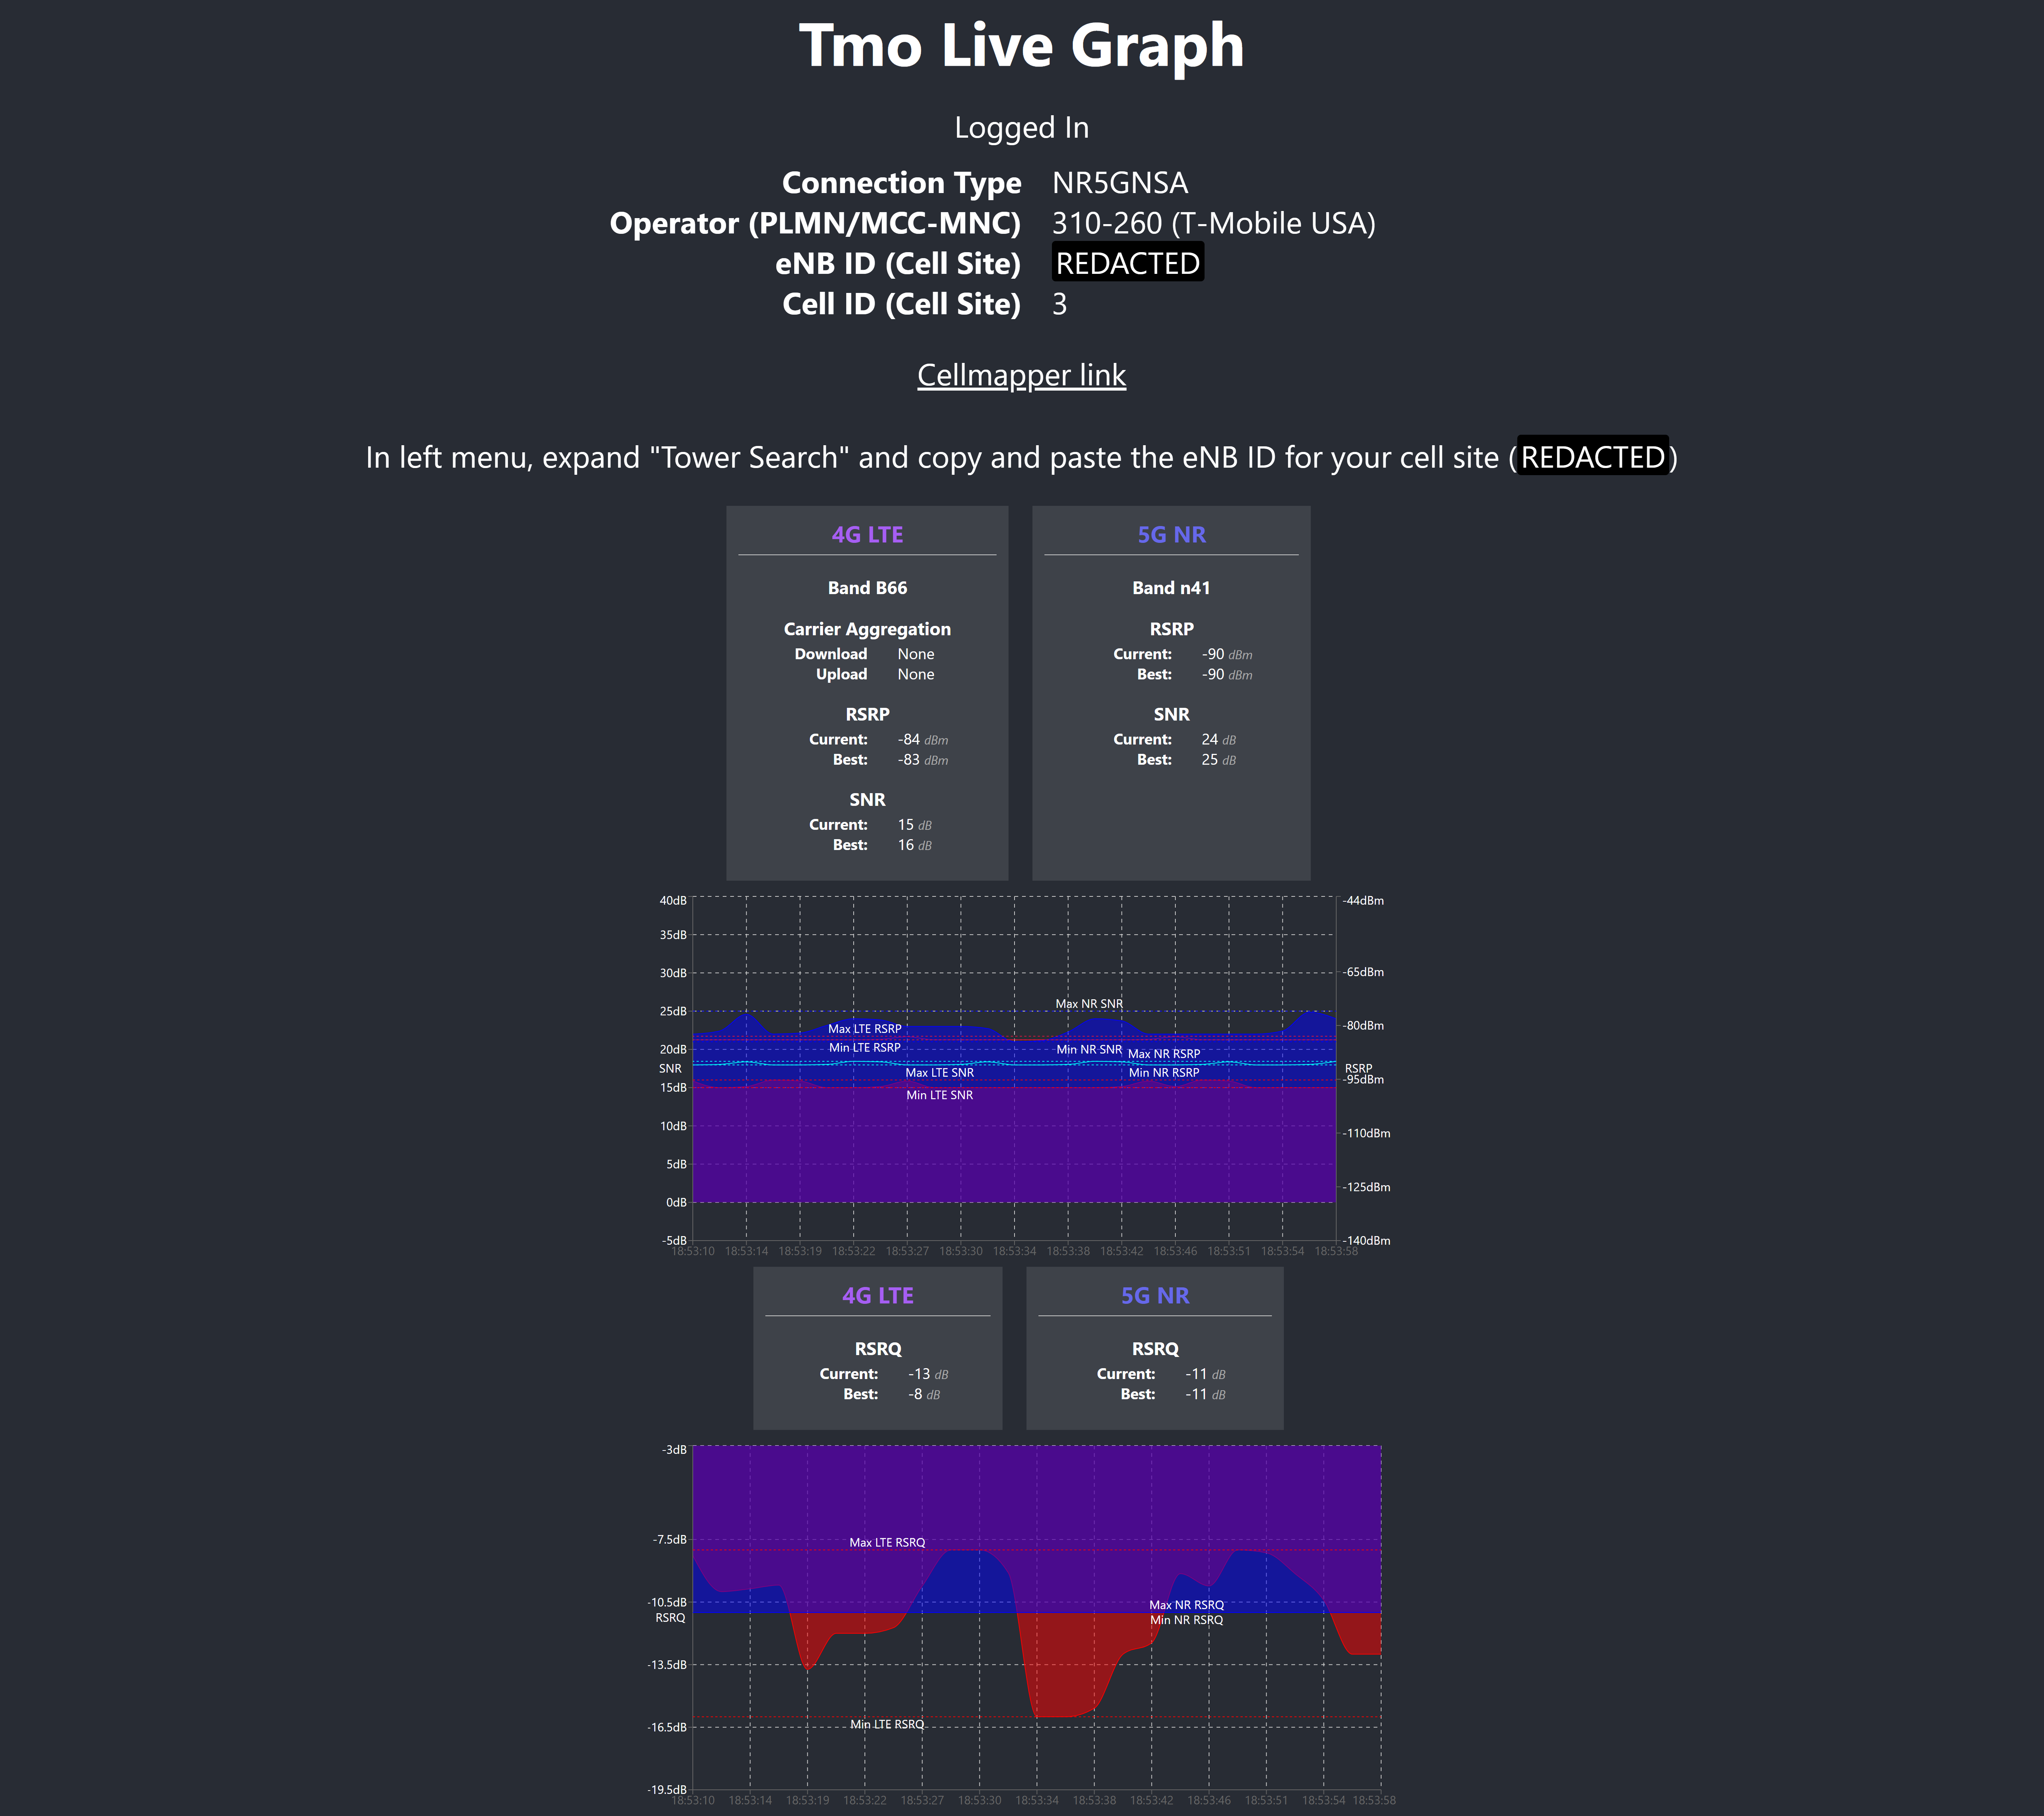 Tmo Live Graph
Logged In
Connection Type NR5GNSA
Operator (PLMN/MCC-MNC) 310-260 (T-Mobile USA)
eNB ID (Cell Site) REDACTED
Cell ID (Cell Site) 3
Cellmapper link
In left menu, expand "Tower Search" and copy and paste the eNB ID for your cell site (REDACTED)
4G LTE
Band B66
Carrier Aggregation
Download None
Upload None
RSRP
Current: -84 dBm
Best: -83 dBm
SNR
Current: 15 dB
Best: 16 dB
5G NR
Band n41
RSRP
Current: -90 dBm
Best: -90 dBm
SNR
Current: 24 dB
Best: 25 dB
40dB
35dB
30dB
25dB
20dB
SNR
15dB
10dB
5dB
0dB
-5dB
-44dBm
-65dBm
-80dBm
RSRP
-95dBm
-110dBm
-125dBm
-140dBm
Max NR SNR
Max LTE RSRP
Min LTE RSRP
Min NR SNR
Max NR RSRP
Max LTE SNR
Min NR RSRP
Min LTE SNR
18:53:10 18:53:14 18:53:19 18:53:22 18:53:27 18:53:30 18:53:34 18:53:38 18:53:42 18:53:46 18:53:51 18:53:54 18:53:58
4G LTE
RSRQ
Current: -13 dB
Best: -8 dB
5G NR
RSRQ
Current: -11 dB
Best: -11 dB
-3dB
-7.5dB
-10.5dB
RSRQ
-13.5dB
-16.5dB
-19.5dB
Max LTE RSRQ
Max NR RSRQ
Min NR RSRQ
Min LTE RSRQ
18:53:10 18:53:14 18:53:19 18:53:22 18:53:27 18:53:30 18:53:34 18:53:38 18:53:42 18:53:46 18:53:51 18:53:54 18:53:58